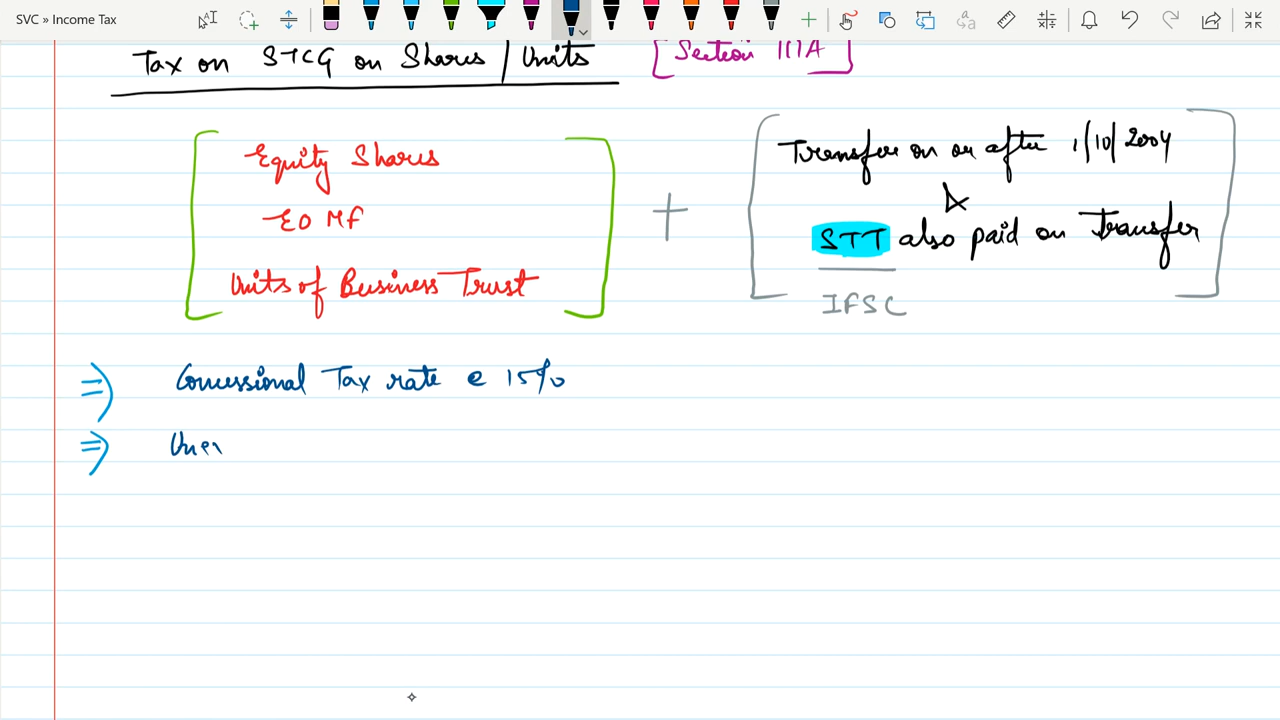 SVC » Income Tax
Tax on STCG on Shares / Units [Section 111A]
Equity Shares
EO MF
Units of Business Trust
+
Transfer on or after 1/10/2004
&
STT also paid on Transfer
IFSC
⇒ Concessional Tax rate @ 15%
⇒